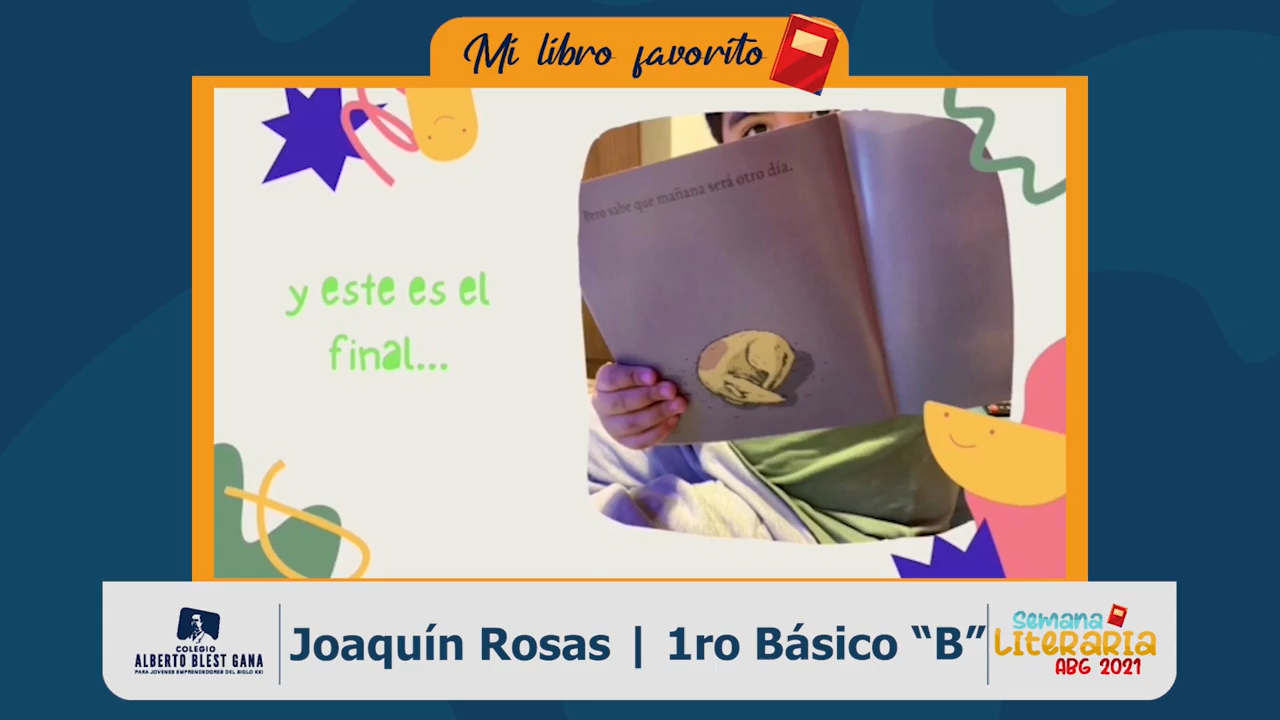 Mi libro favorito
Pero sabe que mañana será otro día.
y este es el
final...
COLEGIO
ALBERTO BLEST GANA
PARA JÓVENES EMPRENDEDORES DEL SIGLO XXI
Joaquín Rosas | 1ro Básico “B”
Semana
LITERARIA
ABG 2021